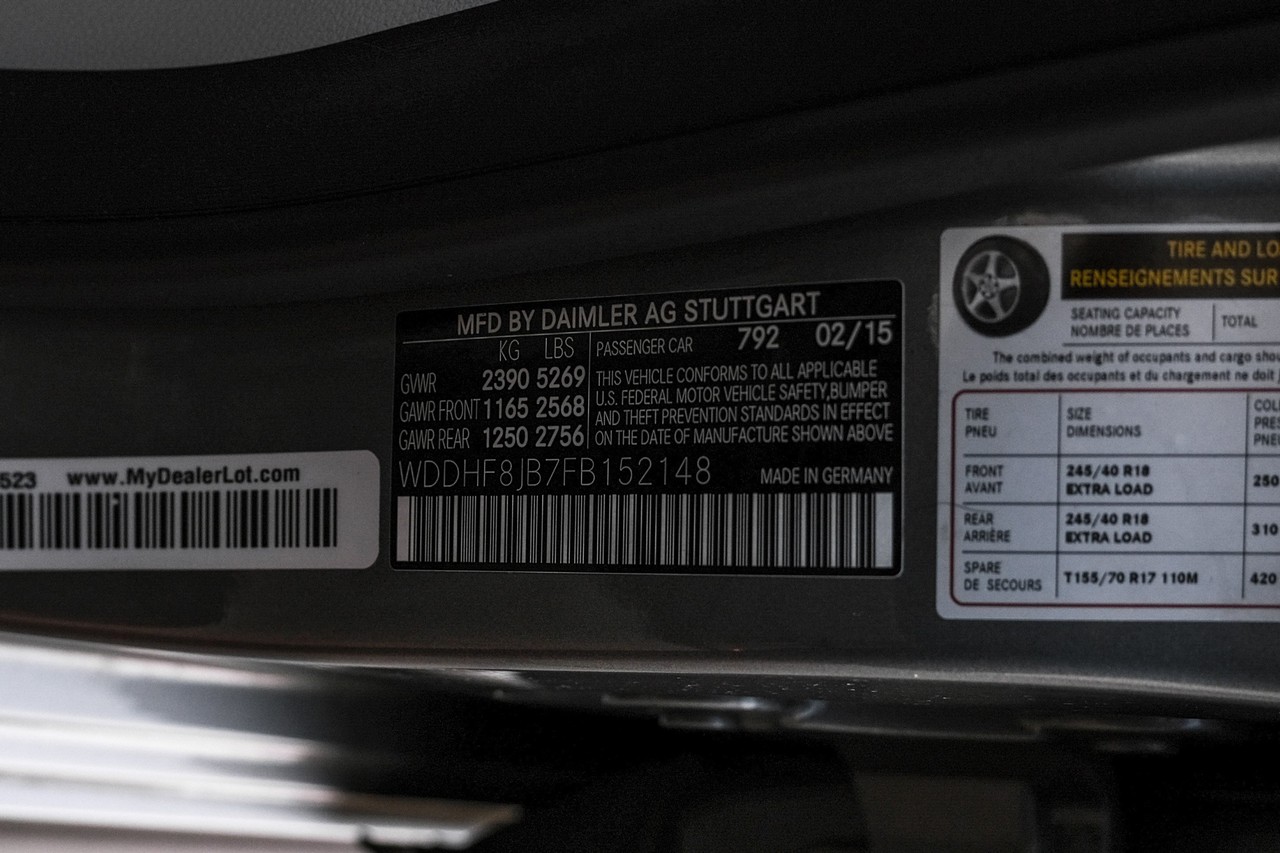 523 www.MyDealerLot.com
MFD BY DAIMLER AG STUTTGART
KG LBS
GVWR 2390 5269
GAWR FRONT 1165 2568
GAWR REAR 1250 2756
PASSENGER CAR 792 02/15
THIS VEHICLE CONFORMS TO ALL APPLICABLE
U.S. FEDERAL MOTOR VEHICLE SAFETY,BUMPER
AND THEFT PREVENTION STANDARDS IN EFFECT
ON THE DATE OF MANUFACTURE SHOWN ABOVE
WDDHF8JB7FB152148 MADE IN GERMANY
TIRE AND LO
RENSEIGNEMENTS SUR
SEATING CAPACITY
NOMBRE DE PLACES
TOTAL
The combined weight of occupants and cargo shou
Le poids total des occupants et du chargement ne doit j
TIRE
PNEU
SIZE
DIMENSIONS
COL
PRES
PNE
FRONT
AVANT
245/40 R18
EXTRA LOAD
250
REAR
ARRIÈRE
245/40 R18
EXTRA LOAD
310
SPARE
DE SECOURS
T155/70 R17 110M
420